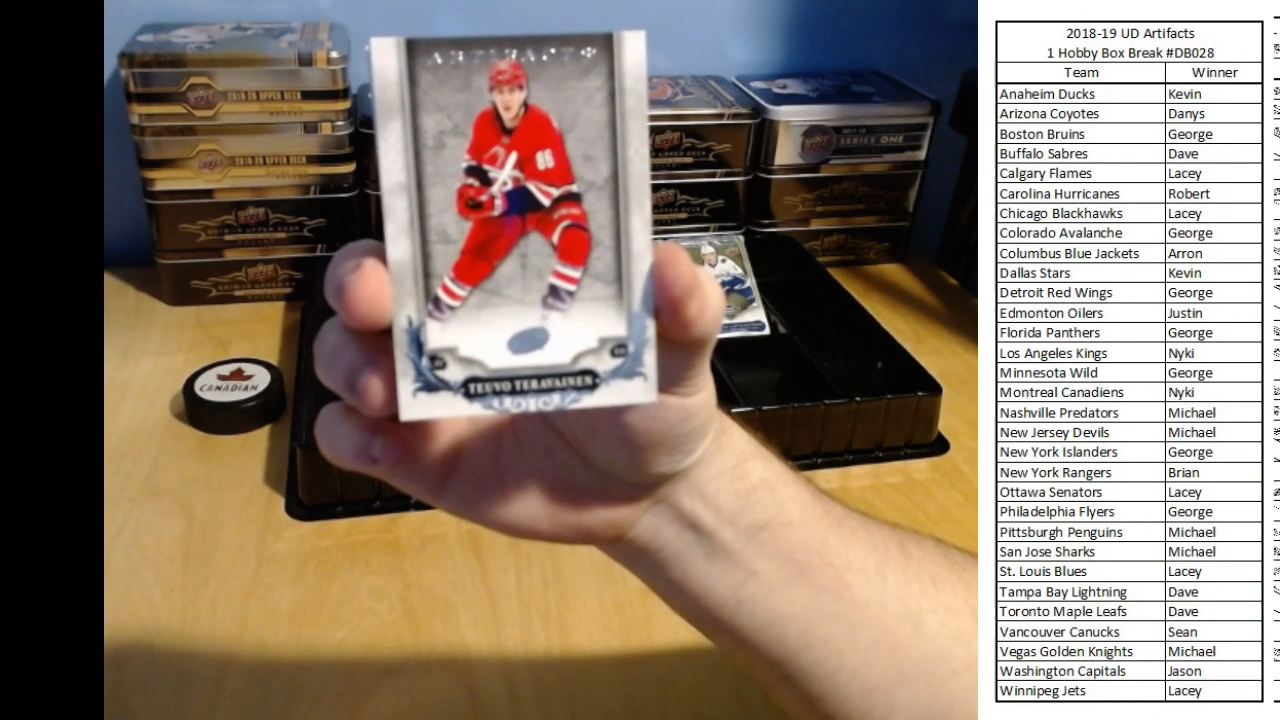 ARTIFACTS
86
TEUVO TERAVAINEN
CANADIAN
2019-20 UPPER DECK
2019-20 UPPER DECK
SERIES ONE
2018-19 UD Artifacts
1 Hobby Box Break #DB028
Team Winner
Anaheim Ducks Kevin
Arizona Coyotes Danys
Boston Bruins George
Buffalo Sabres Dave
Calgary Flames Lacey
Carolina Hurricanes Robert
Chicago Blackhawks Lacey
Colorado Avalanche George
Columbus Blue Jackets Arron
Dallas Stars Kevin
Detroit Red Wings George
Edmonton Oilers Justin
Florida Panthers George
Los Angeles Kings Nyki
Minnesota Wild George
Montreal Canadiens Nyki
Nashville Predators Michael
New Jersey Devils Michael
New York Islanders George
New York Rangers Brian
Ottawa Senators Lacey
Philadelphia Flyers George
Pittsburgh Penguins Michael
San Jose Sharks Michael
St. Louis Blues Lacey
Tampa Bay Lightning Dave
Toronto Maple Leafs Dave
Vancouver Canucks Sean
Vegas Golden Knights Michael
Washington Capitals Jason
Winnipeg Jets Lacey